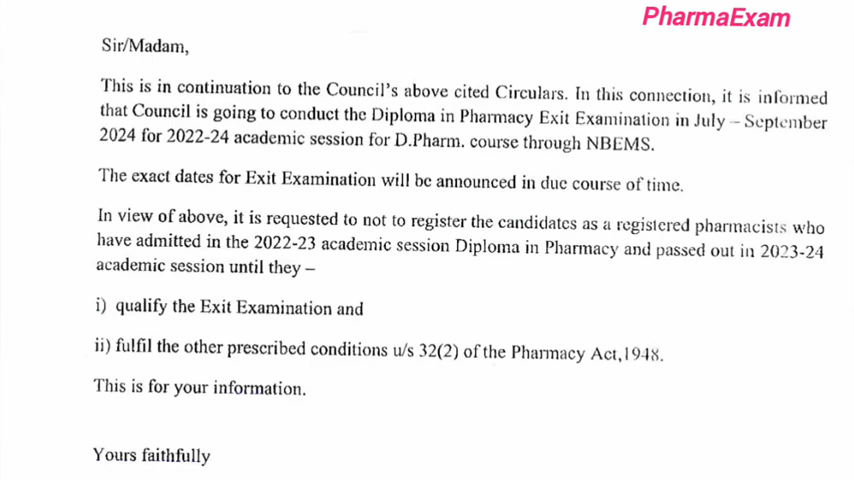 PharmaExam
Sir/Madam,
This is in continuation to the Council's above cited Circulars. In this connection, it is informed
that Council is going to conduct the Diploma in Pharmacy Exit Examination in July – September
2024 for 2022-24 academic session for D.Pharm. course through NBEMS.
The exact dates for Exit Examination will be announced in due course of time.
In view of above, it is requested to not to register the candidates as a registered pharmacists who
have admitted in the 2022-23 academic session Diploma in Pharmacy and passed out in 2023-24
academic session until they –
i) qualify the Exit Examination and
ii) fulfil the other prescribed conditions u/s 32(2) of the Pharmacy Act,1948.
This is for your information.
Yours faithfully